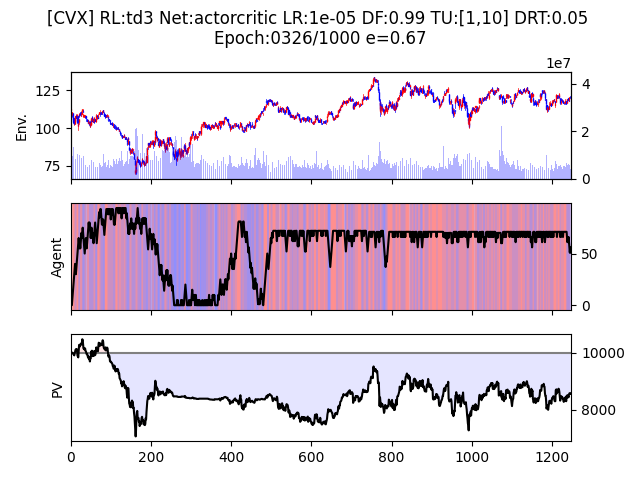 [CVX] RL:td3 Net:actorcritic LR:1e-05 DF:0.99 TU:[1,10] DRT:0.05
Epoch:0326/1000 e=0.67
1e7
125
100
75
Env.
4
2
0
Agent
50
0
PV
10000
8000
0 200 400 600 800 1000 1200